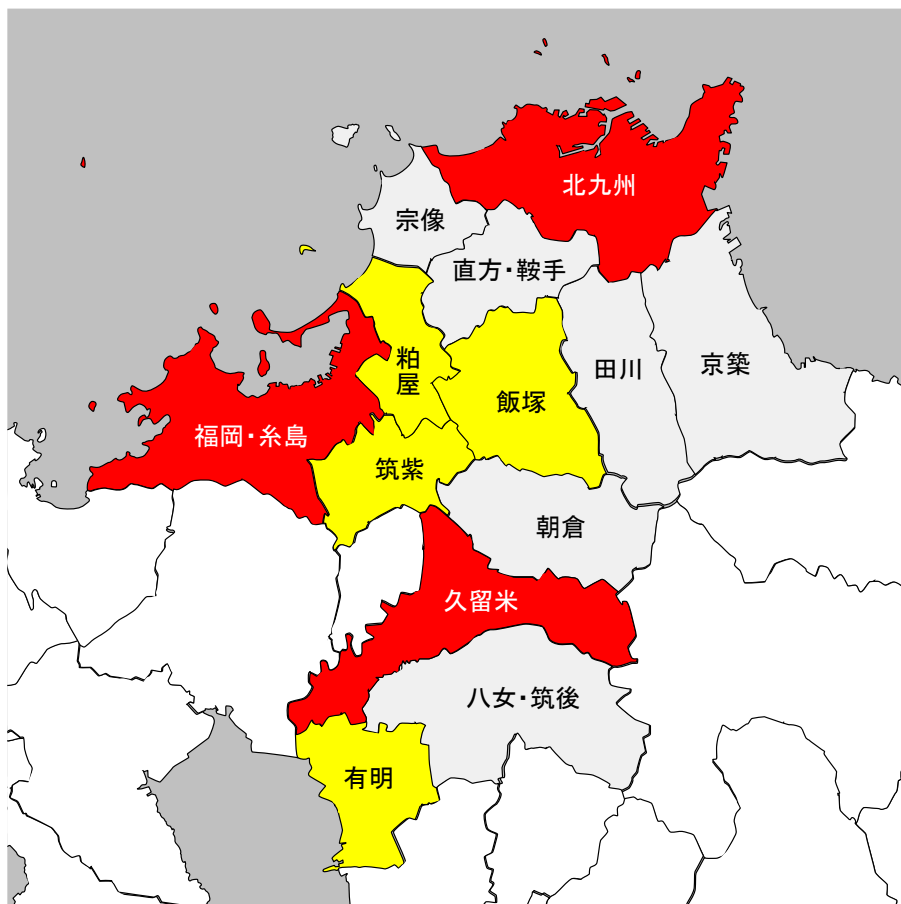 北九州
宗像
直方・鞍手
粕屋
田川
京築
飯塚
福岡・糸島
筑紫
朝倉
久留米
八女・筑後
有明